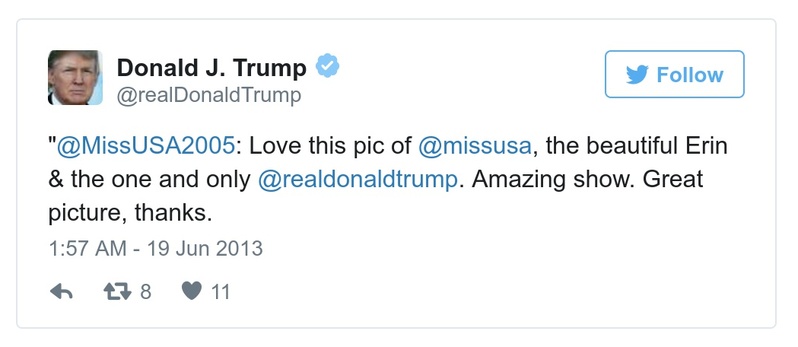 Donald J. Trump
Follow
@realDonaldTrump
"@MissUSA2005: Love this pic of @missusa, the beautiful Erin
& the one and only @realdonaldtrump. Amazing show. Great
picture, thanks.
1:57 AM - 19 Jun 2013
8 11